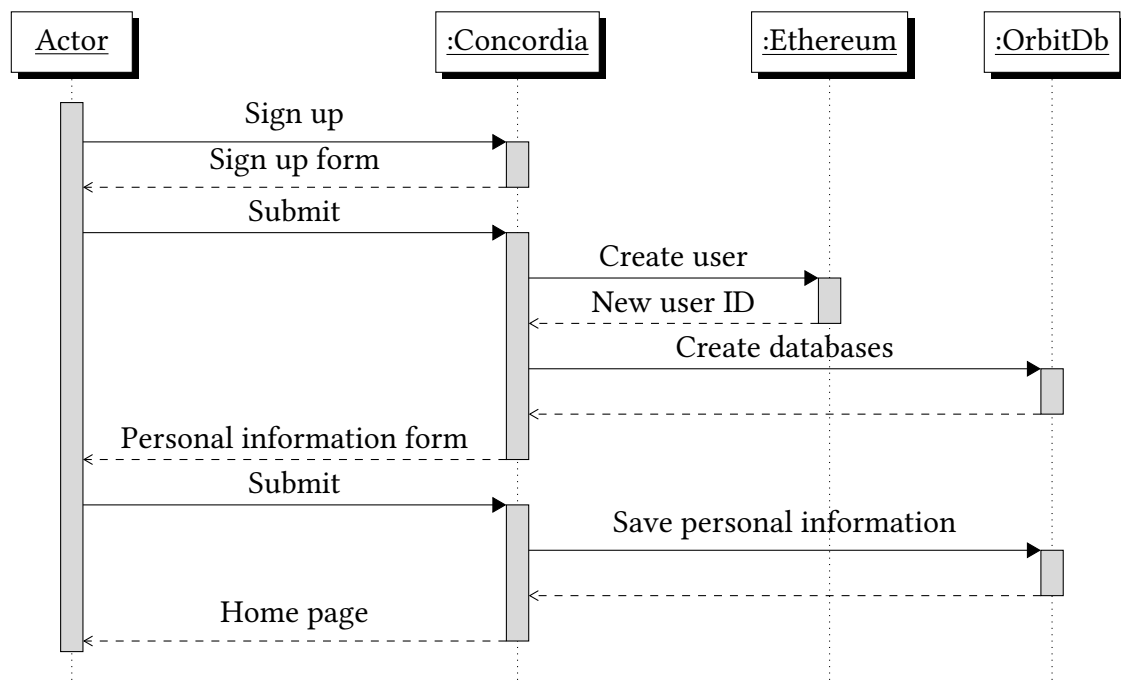 Actor
:Concordia
:Ethereum
:OrbitDb
Sign up
Sign up form
Submit
Create user
New user ID
Create databases
Personal information form
Submit
Save personal information
Home page